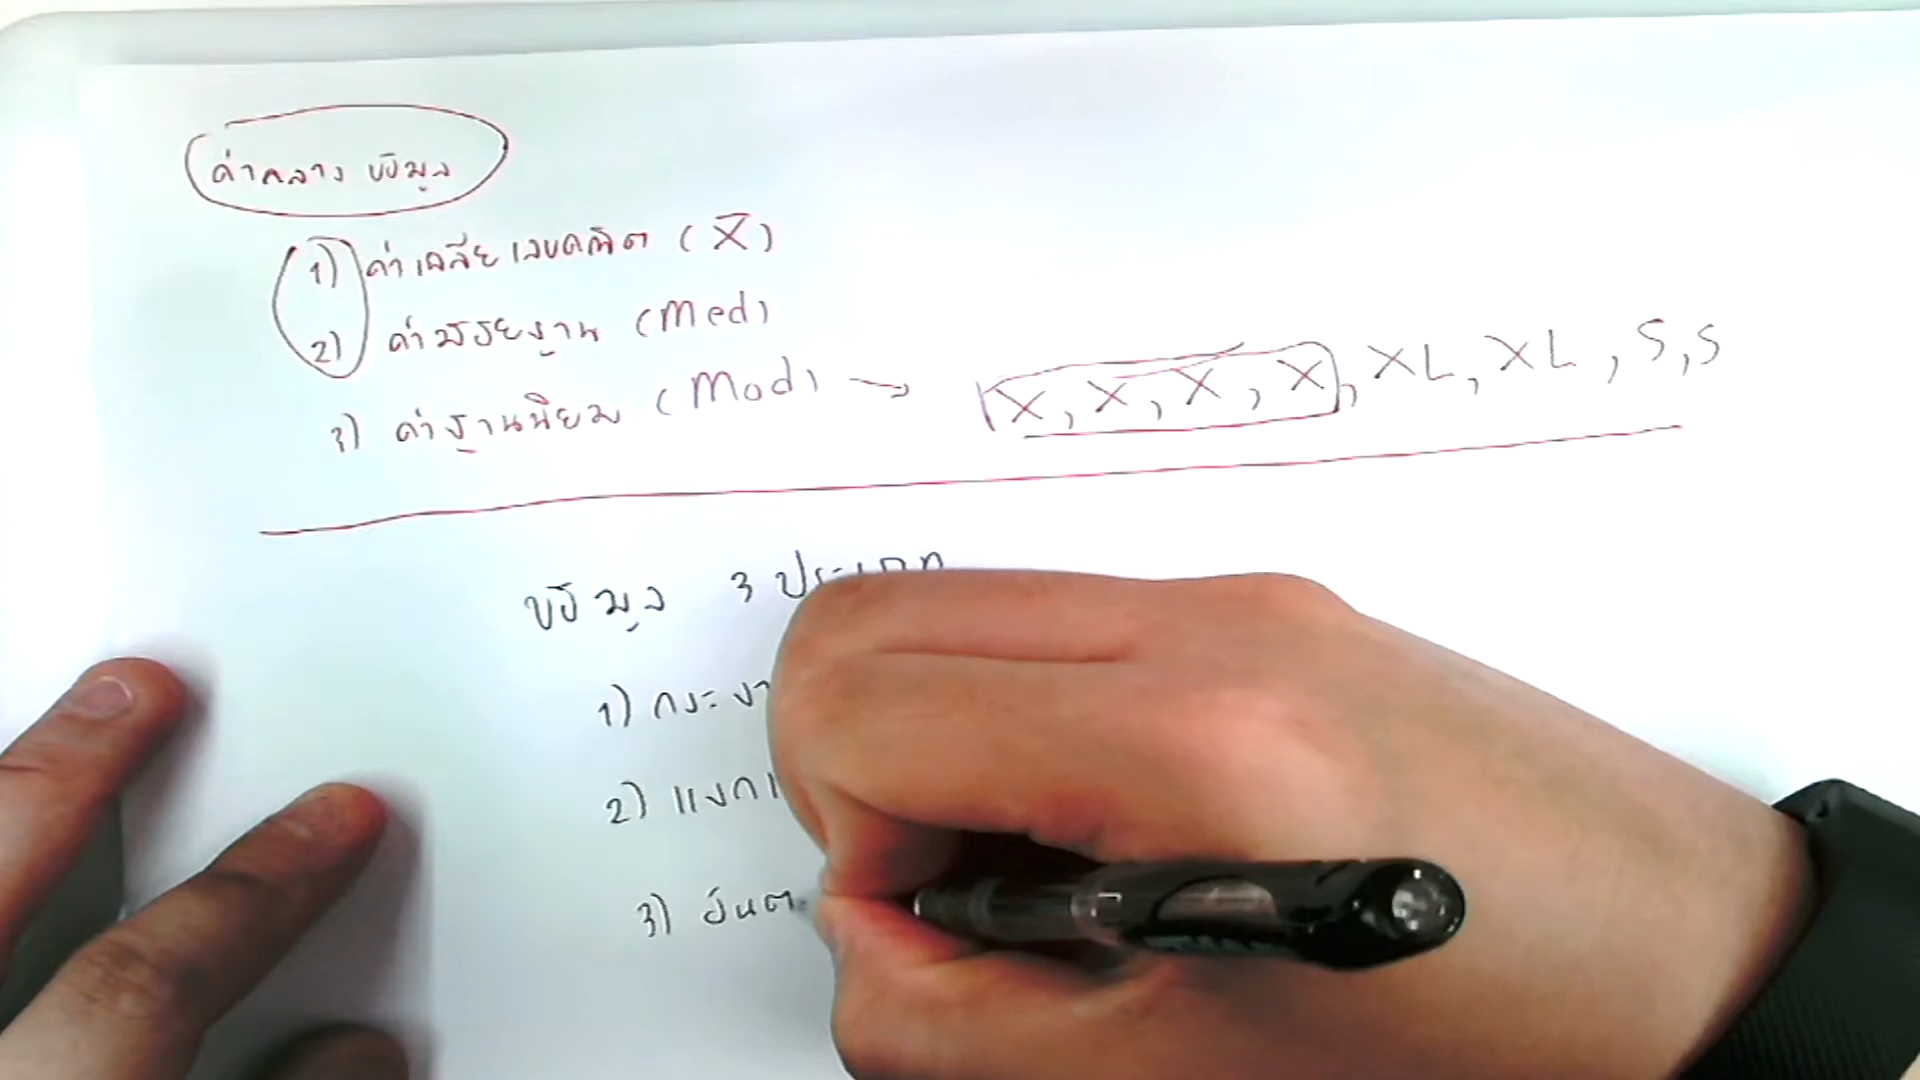 ค่ากลาง ข้อมูล
1) ค่าเฉลี่ยเลขคณิต (X̄)
2) ค่ามัธยฐาน (Med)
3) ค่าฐานนิยม (Mod) → X, X, X, X, XL, XL, S, S
ข้อมูล 3 ประเภท
1) กระจา
2) แจกแ
3) อันต